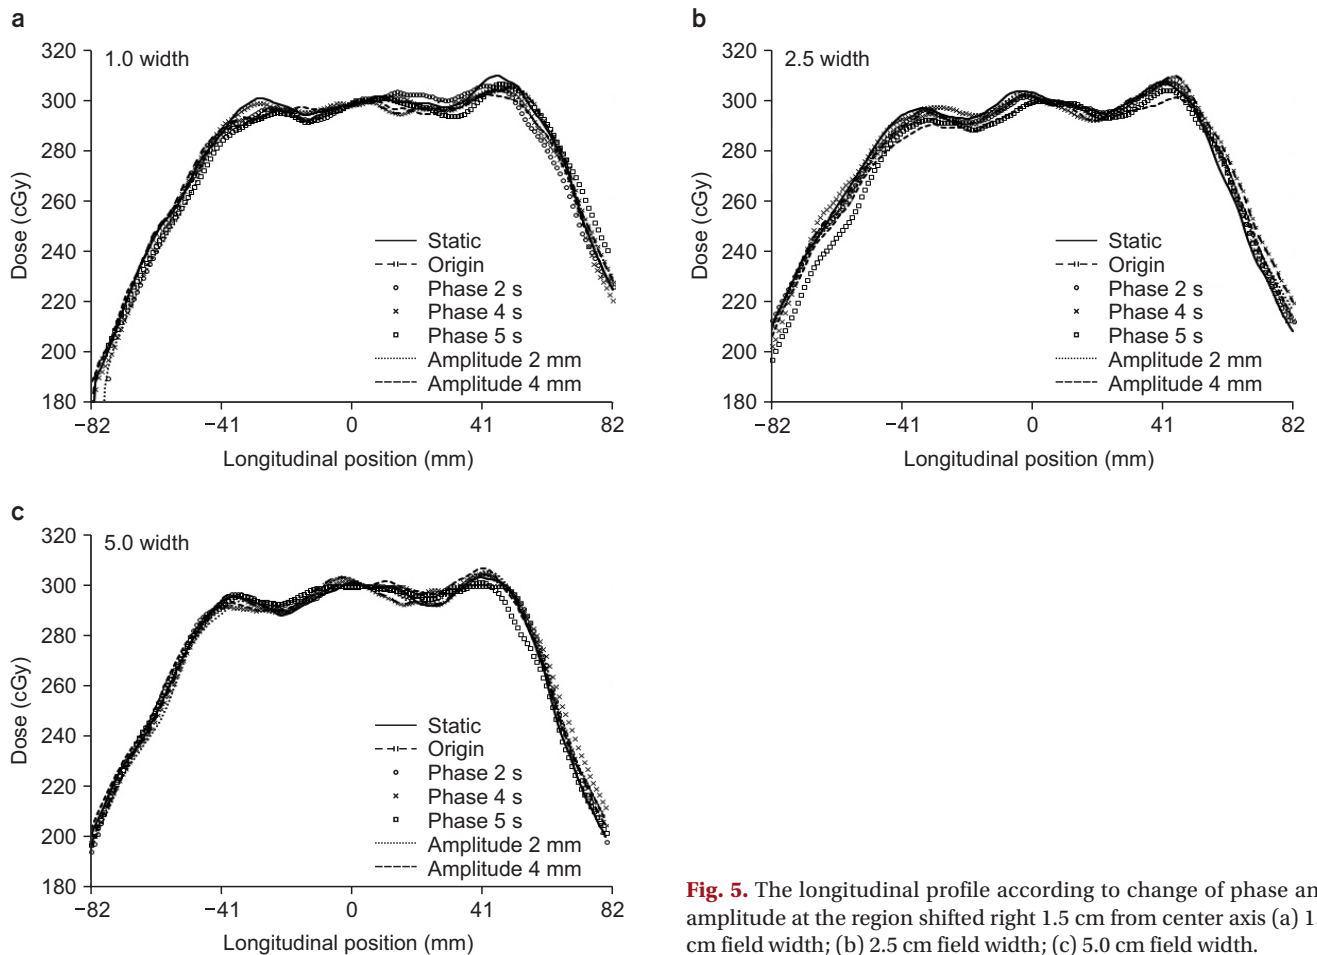 a
320
1.0 width
300
280
260
240
220
200
180
Dose (cGy)
Static
Origin
Phase 2 s
Phase 4 s
Phase 5 s
Amplitude 2 mm
Amplitude 4 mm
−82 −41 0 41 82
Longitudinal position (mm)
b
320
2.5 width
300
280
260
240
220
200
180
Dose (cGy)
Static
Origin
Phase 2 s
Phase 4 s
Phase 5 s
Amplitude 2 mm
Amplitude 4 mm
−82 −41 0 41 82
Longitudinal position (mm)
c
320
5.0 width
300
280
260
240
220
200
180
Dose (cGy)
Static
Origin
Phase 2 s
Phase 4 s
Phase 5 s
Amplitude 2 mm
Amplitude 4 mm
−82 −41 0 41 82
Longitudinal position (mm)
Fig. 5. The longitudinal profile according to change of phase an
amplitude at the region shifted right 1.5 cm from center axis (a) 1.
cm field width; (b) 2.5 cm field width; (c) 5.0 cm field width.